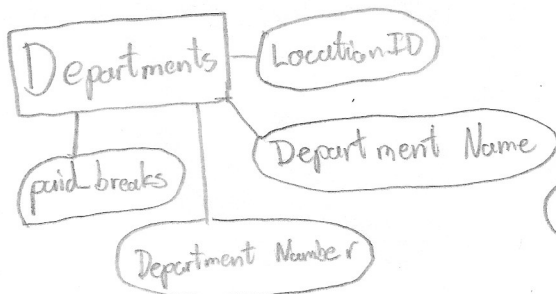 Departments
LocationID
Department Name
paid_breaks
Department Number